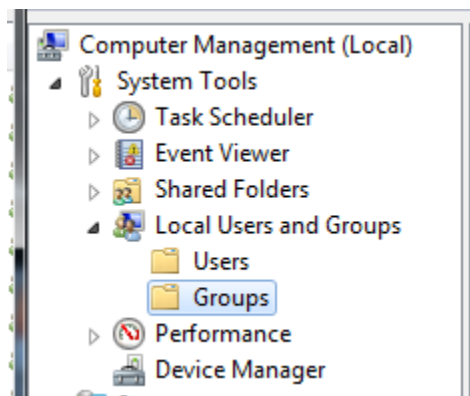 Computer Management (Local)
System Tools
Task Scheduler
Event Viewer
Shared Folders
Local Users and Groups
Users
Groups
Performance
Device Manager